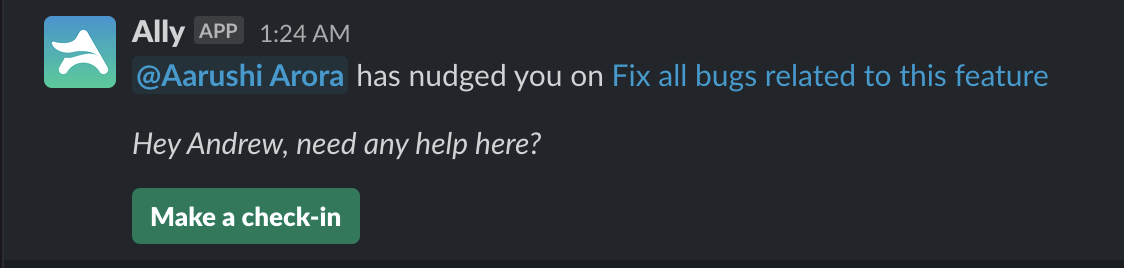 Ally APP 1:24 AM
@Aarushi Arora has nudged you on Fix all bugs related to this feature
Hey Andrew, need any help here?
Make a check-in